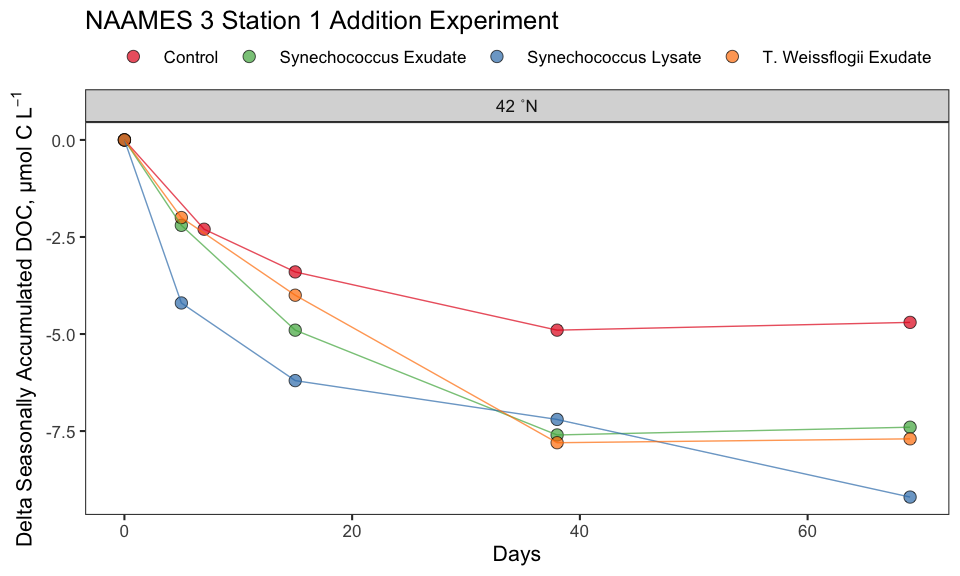 NAAMES 3 Station 1 Addition Experiment
Control Synechococcus Exudate Synechococcus Lysate T. Weissflogii Exudate
42 °N
Delta Seasonally Accumulated DOC, μmol C L⁻¹
0.0
-2.5
-5.0
-7.5
0 20 40 60
Days